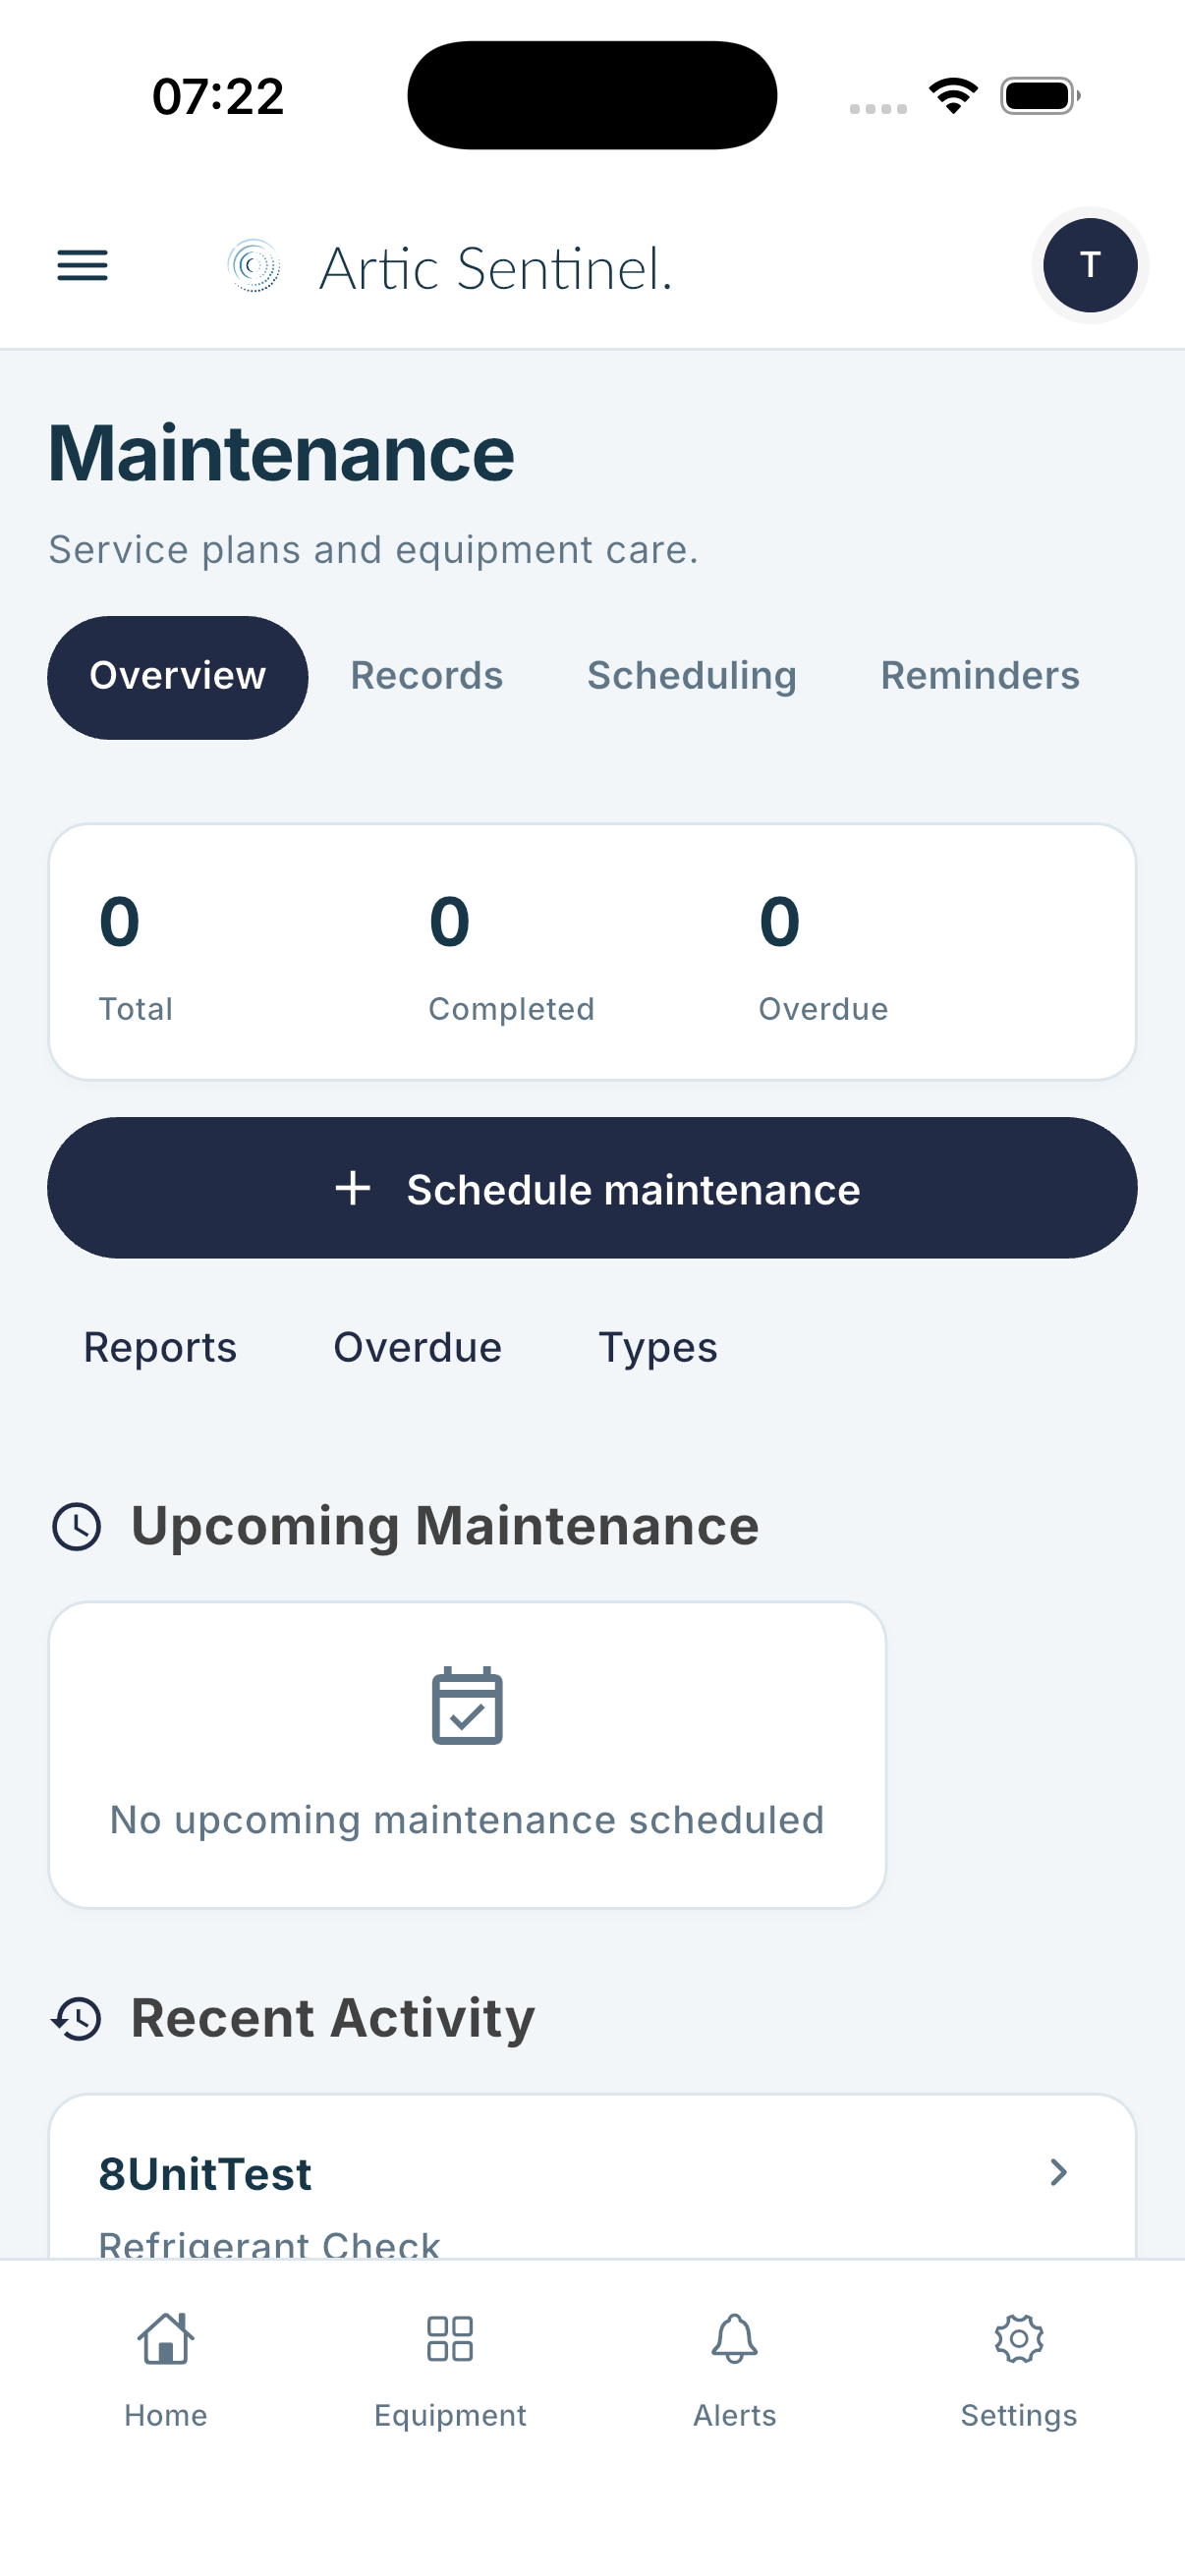 07:22
Artic Sentinel.
T
Maintenance
Service plans and equipment care.
Overview Records Scheduling Reminders
0 0 0
Total Completed Overdue
Schedule maintenance
Reports Overdue Types
Upcoming Maintenance
No upcoming maintenance scheduled
Recent Activity
8UnitTest
Refrigerant Check
Home Equipment Alerts Settings